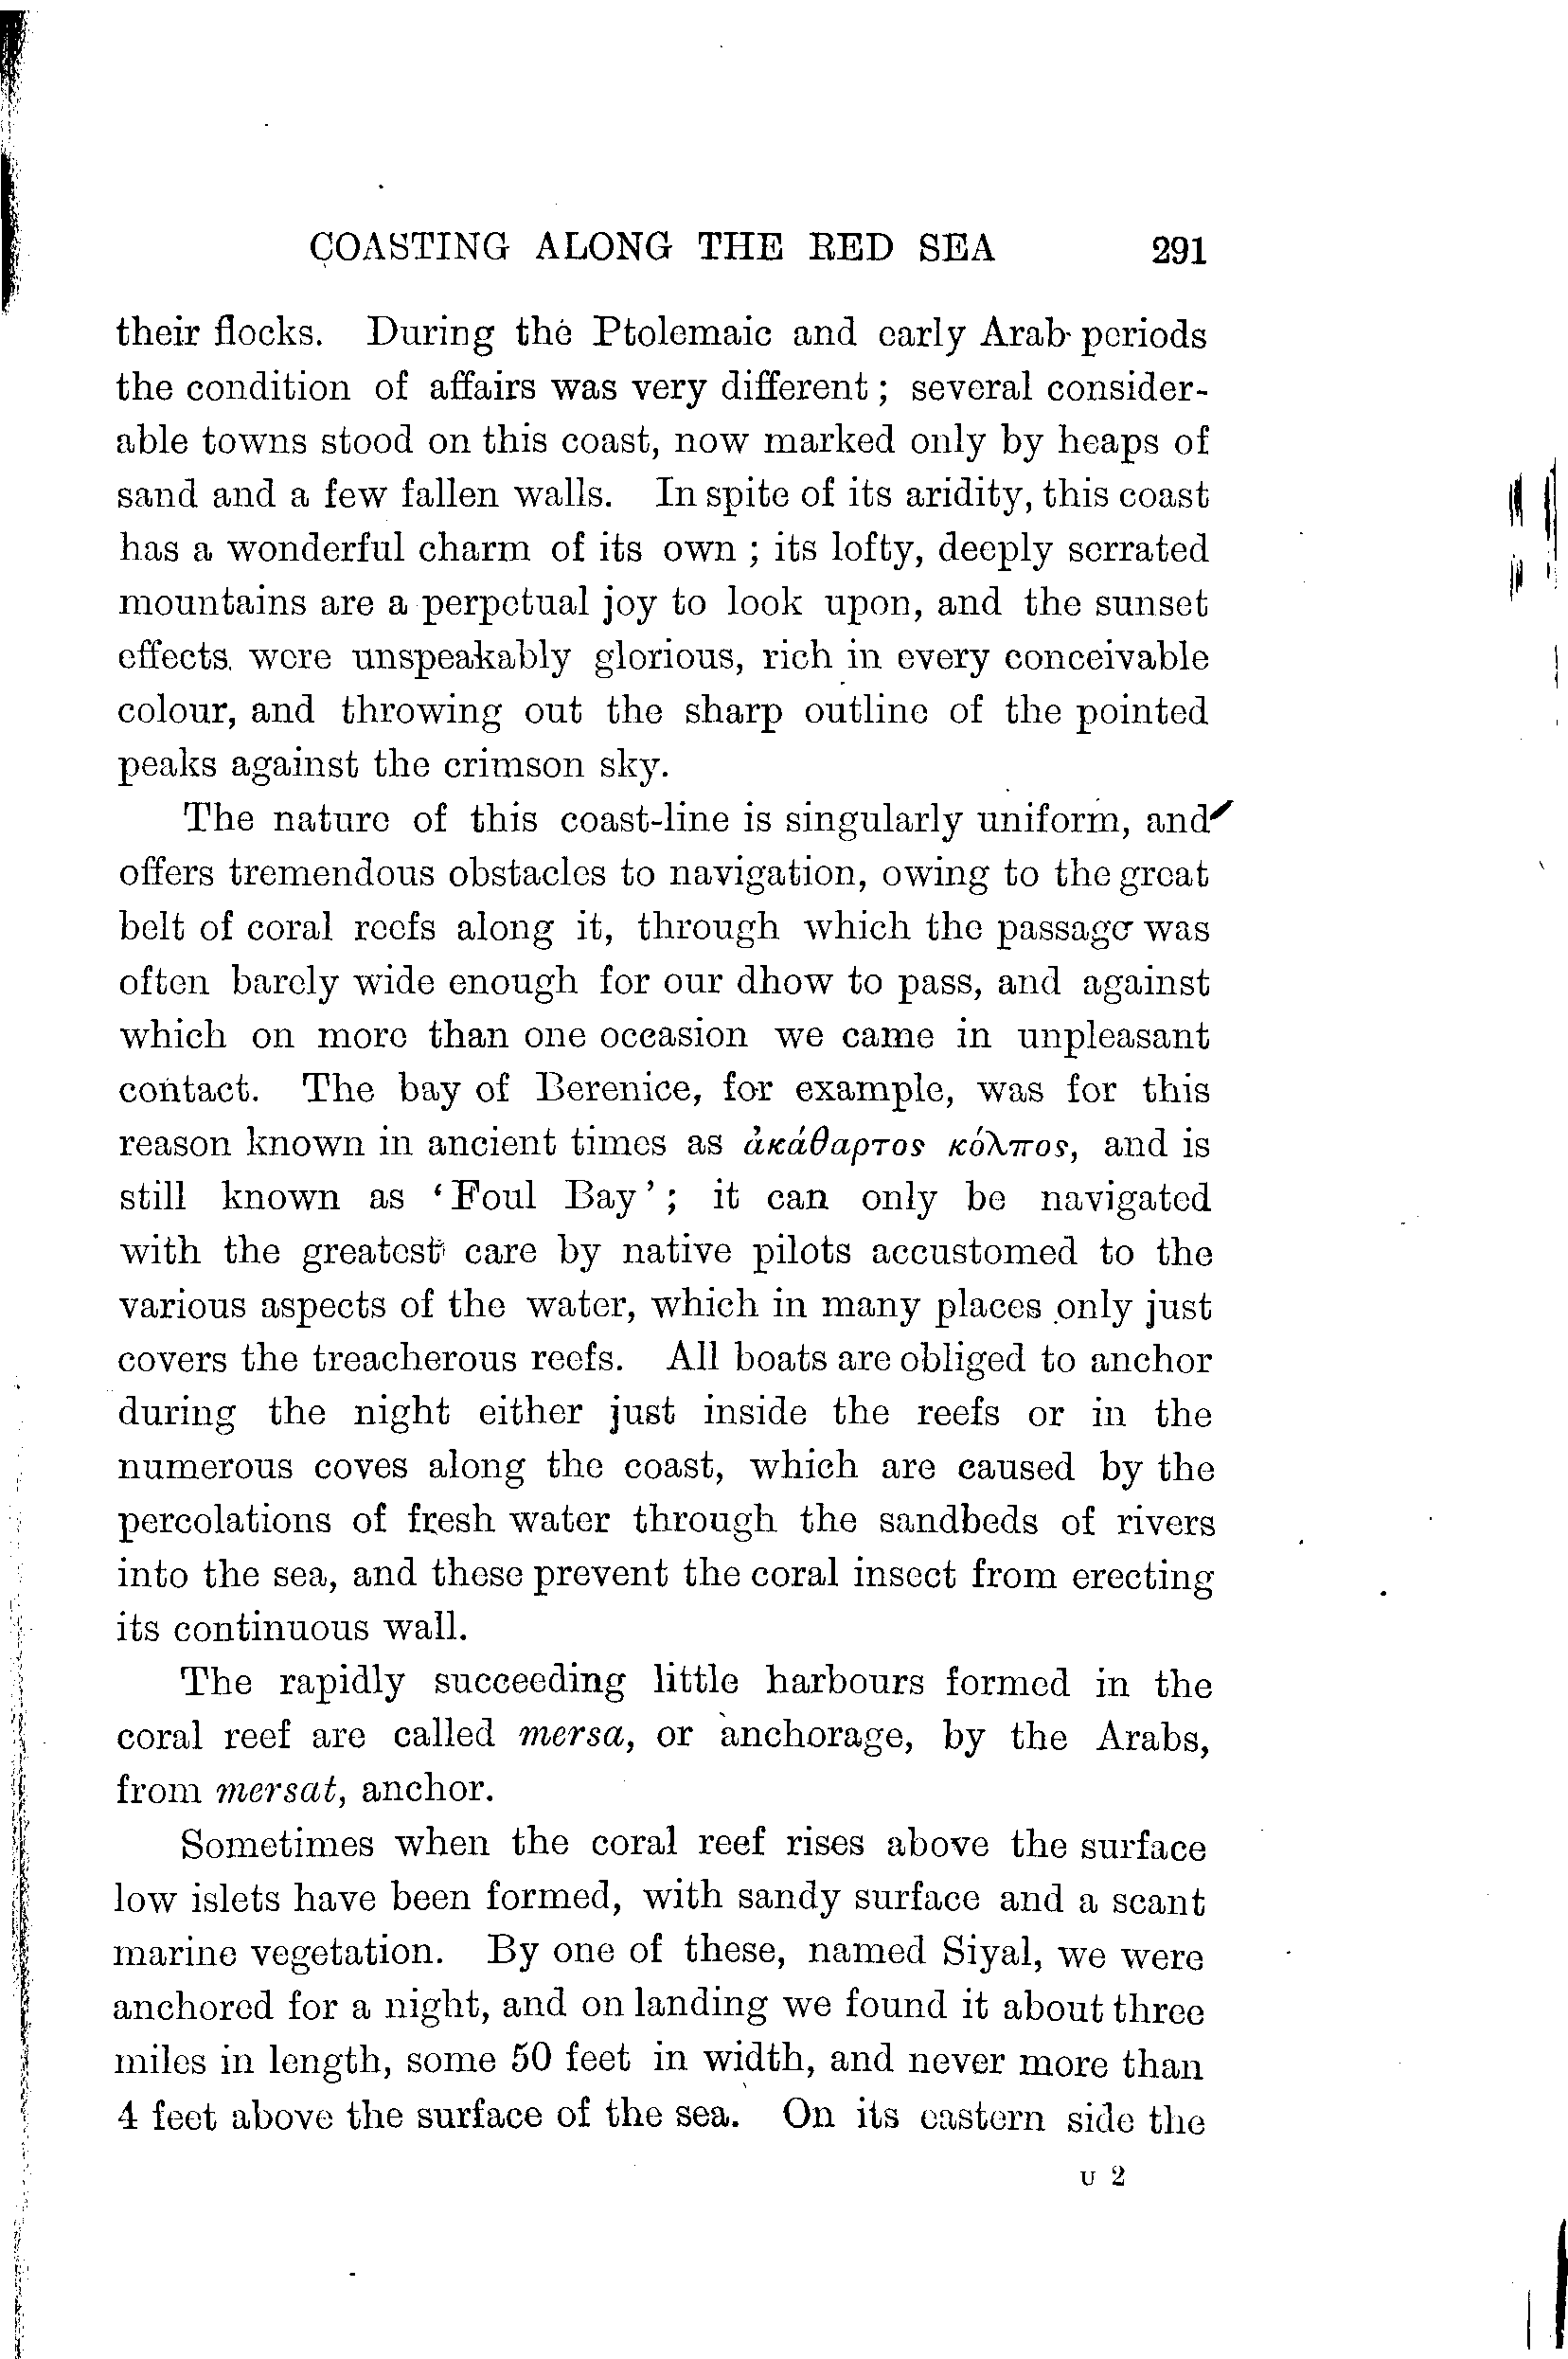 COASTING ALONG THE RED SEA 291
their flocks. During the Ptolemaic and early Arab periods
the condition of affairs was very different ; several consider-
able towns stood on this coast, now marked only by heaps of
sand and a few fallen walls. In spite of its aridity, this coast
has a wonderful charm of its own ; its lofty, deeply serrated
mountains are a perpetual joy to look upon, and the sunset
effects were unspeakably glorious, rich in every conceivable
colour, and throwing out the sharp outline of the pointed
peaks against the crimson sky.
The nature of this coast-line is singularly uniform, and
offers tremendous obstacles to navigation, owing to the great
belt of coral reefs along it, through which the passage was
often barely wide enough for our dhow to pass, and against
which on more than one occasion we came in unpleasant
contact. The bay of Berenice, for example, was for this
reason known in ancient times as ἀκάθαρτος κόλπος, and is
still known as ‘Foul Bay’; it can only be navigated
with the greatest care by native pilots accustomed to the
various aspects of the water, which in many places only just
covers the treacherous reefs. All boats are obliged to anchor
during the night either just inside the reefs or in the
numerous coves along the coast, which are caused by the
percolations of fresh water through the sandbeds of rivers
into the sea, and these prevent the coral insect from erecting
its continuous wall.
The rapidly succeeding little harbours formed in the
coral reef are called mersa, or anchorage, by the Arabs,
from mersat, anchor.
Sometimes when the coral reef rises above the surface
low islets have been formed, with sandy surface and a scant
marine vegetation. By one of these, named Siyal, we were
anchored for a night, and on landing we found it about three
miles in length, some 50 feet in width, and never more than
4 feet above the surface of the sea. On its eastern side the
U 2